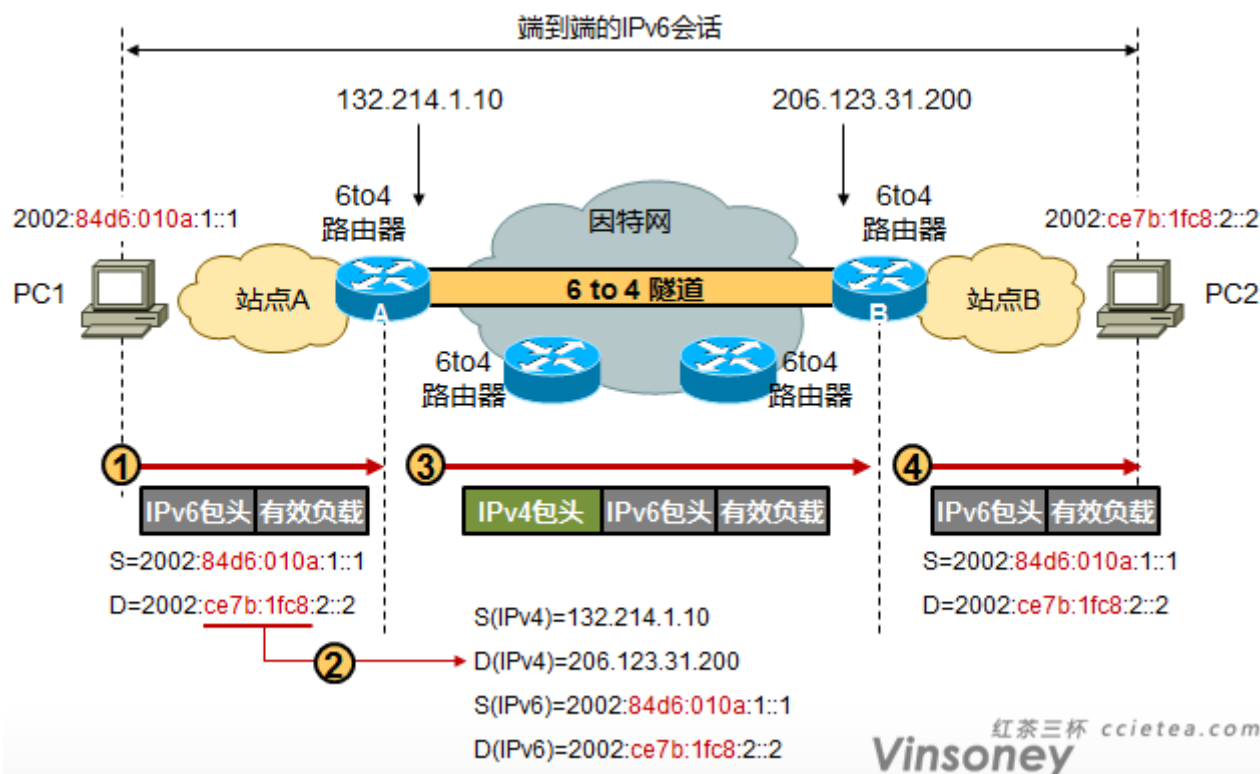 端到端的IPv6会话
132.214.1.10
206.123.31.200
2002:84d6:010a:1::1
6to4
路由器
因特网
6to4
路由器
2002:ce7b:1fc8:2::2
PC1
站点A
A
6 to 4 隧道
B
站点B
PC2
6to4
路由器
6to4
路由器
1
3
4
IPv6包头 有效负载
IPv4包头 IPv6包头 有效负载
IPv6包头 有效负载
S=2002:84d6:010a:1::1
D=2002:ce7b:1fc8:2::2
S=2002:84d6:010a:1::1
D=2002:ce7b:1fc8:2::2
2
S(IPv4)=132.214.1.10
D(IPv4)=206.123.31.200
S(IPv6)=2002:84d6:010a:1::1
D(IPv6)=2002:ce7b:1fc8:2::2
红茶三杯 ccietea.com
Vinsoney